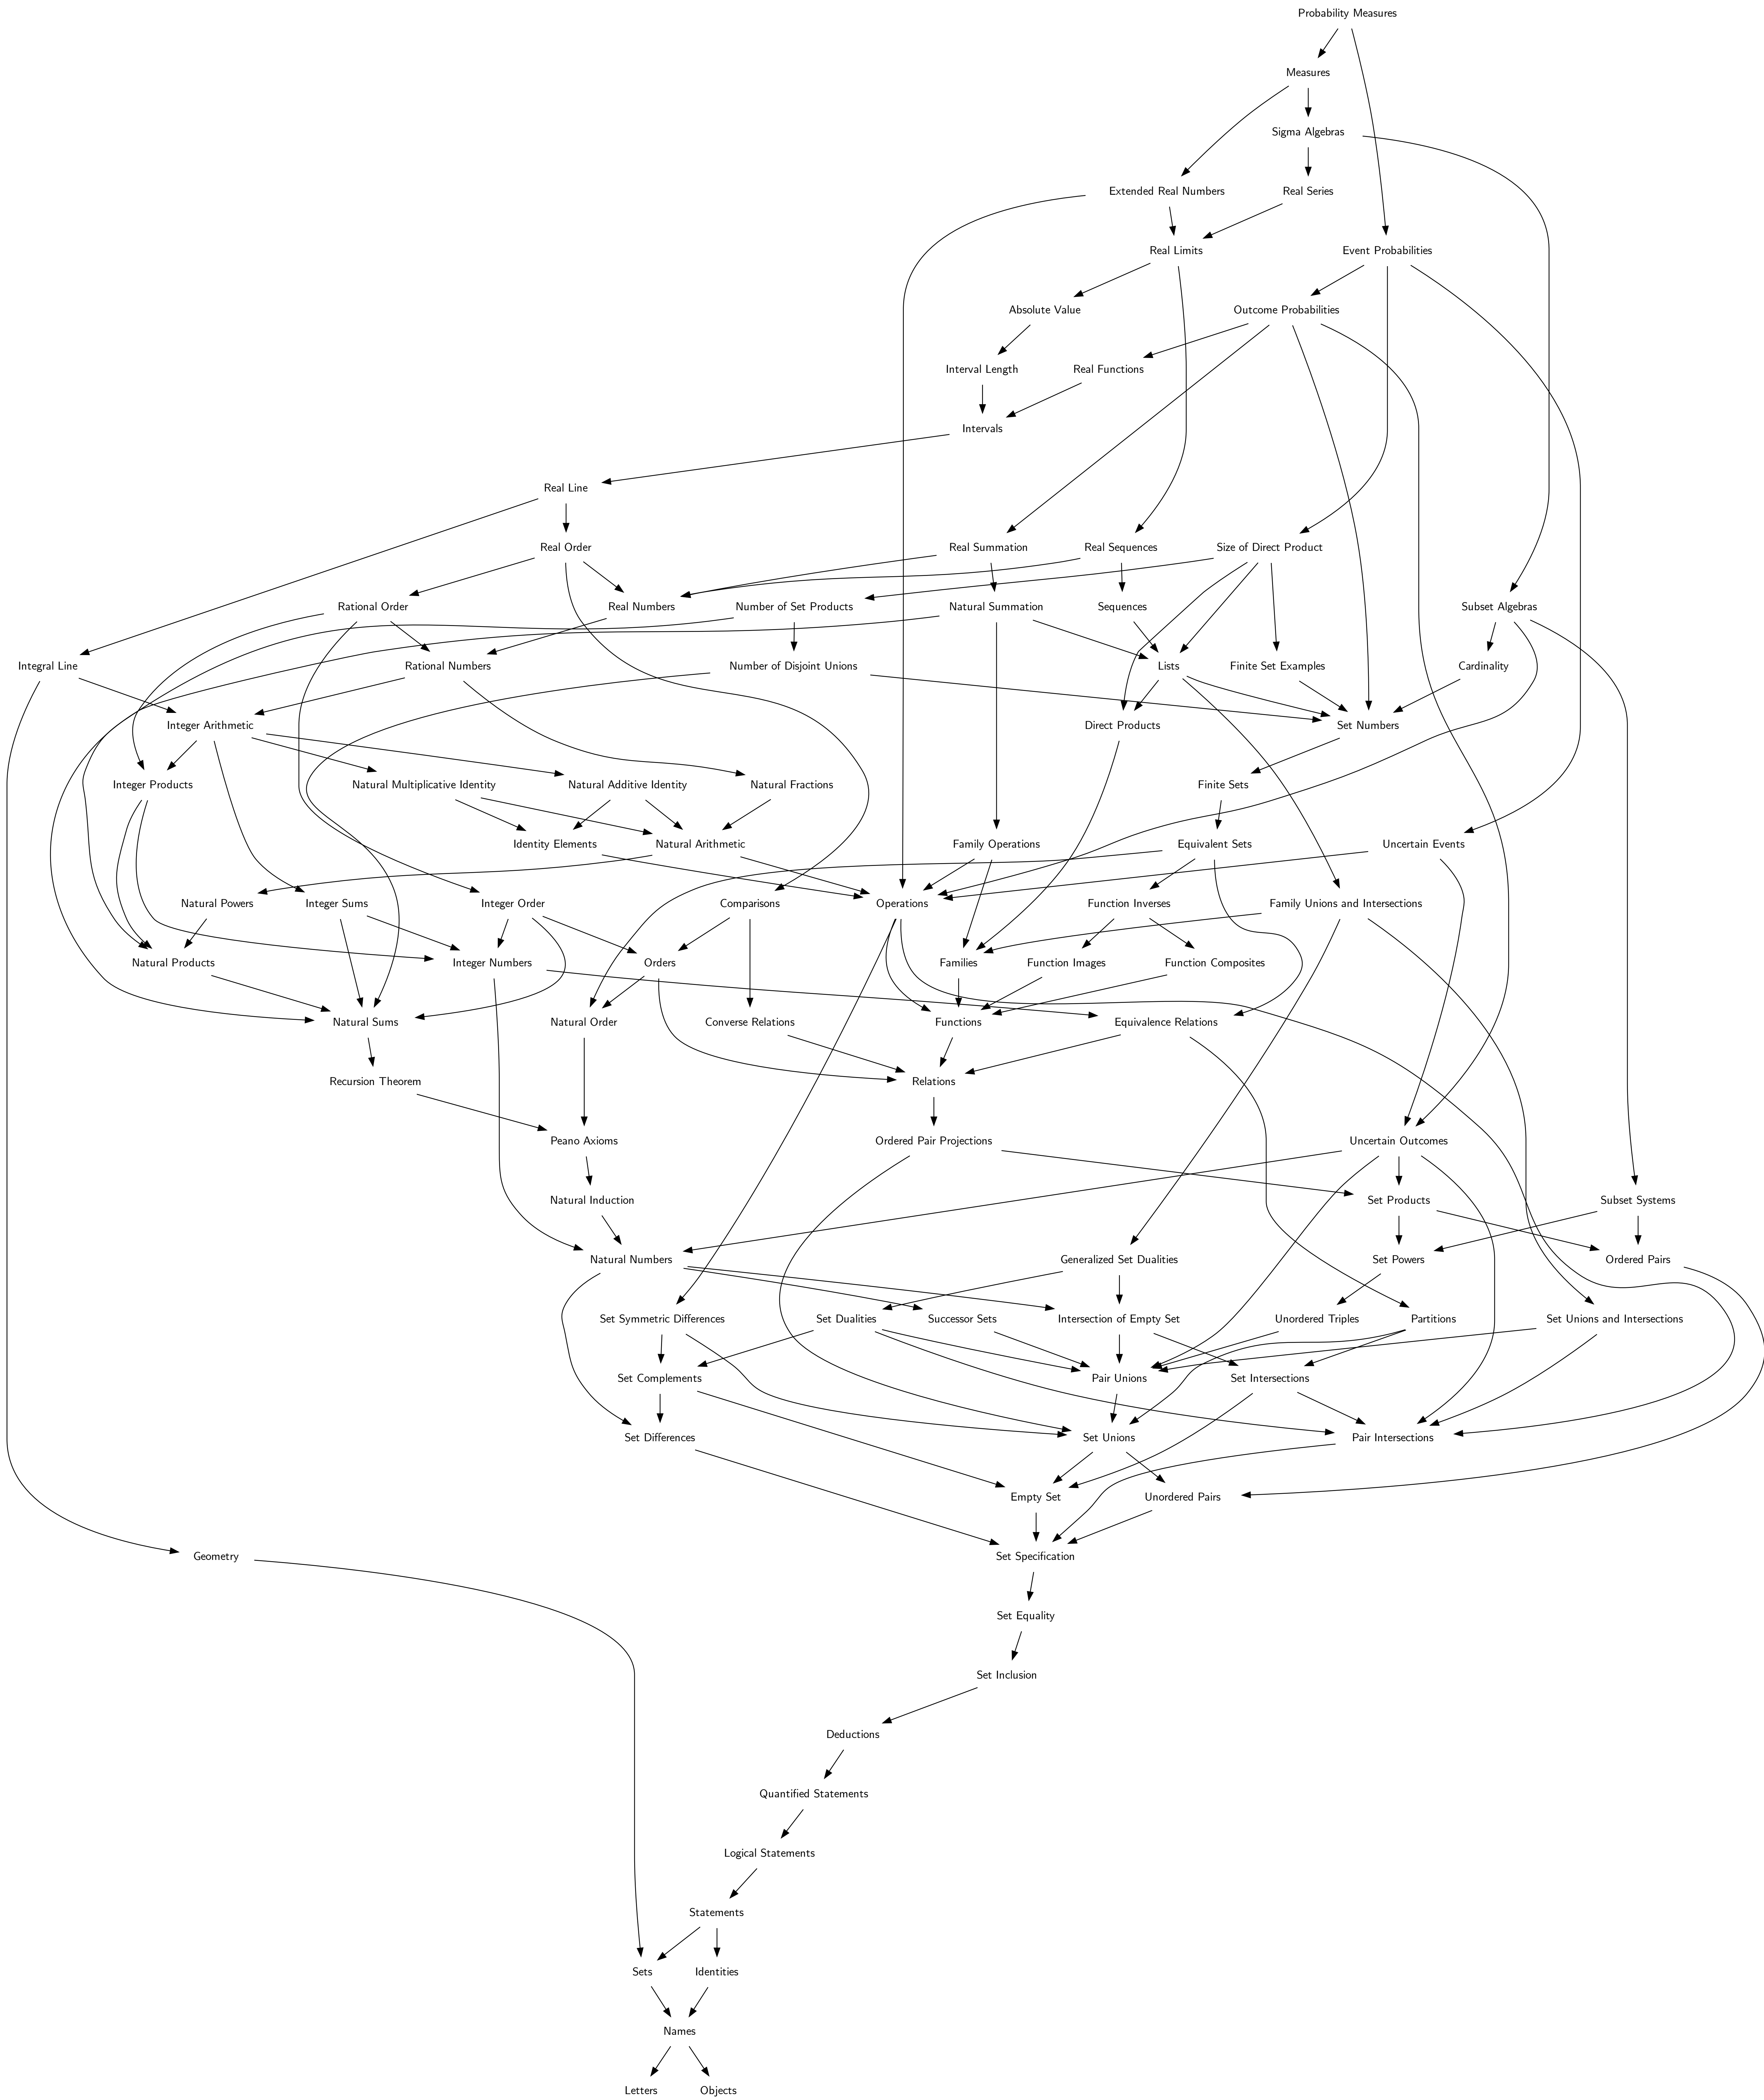 Probability Measures
Measures
Sigma Algebras
Extended Real Numbers
Real Series
Real Limits
Event Probabilities
Absolute Value
Outcome Probabilities
Interval Length
Real Functions
Intervals
Real Line
Real Order
Real Summation
Real Sequences
Size of Direct Product
Rational Order
Real Numbers
Number of Set Products
Natural Summation
Sequences
Subset Algebras
Integral Line
Rational Numbers
Number of Disjoint Unions
Lists
Finite Set Examples
Cardinality
Integer Arithmetic
Direct Products
Set Numbers
Integer Products
Natural Multiplicative Identity
Natural Additive Identity
Natural Fractions
Finite Sets
Identity Elements
Natural Arithmetic
Family Operations
Equivalent Sets
Uncertain Events
Natural Powers
Integer Sums
Integer Order
Comparisons
Operations
Function Inverses
Family Unions and Intersections
Natural Products
Integer Numbers
Orders
Families
Function Images
Function Composites
Natural Sums
Natural Order
Converse Relations
Functions
Equivalence Relations
Recursion Theorem
Relations
Peano Axioms
Ordered Pair Projections
Uncertain Outcomes
Natural Induction
Set Products
Subset Systems
Natural Numbers
Generalized Set Dualities
Set Powers
Ordered Pairs
Set Symmetric Differences
Set Dualities
Successor Sets
Intersection of Empty Set
Unordered Triples
Partitions
Set Unions and Intersections
Set Complements
Pair Unions
Set Intersections
Set Differences
Set Unions
Pair Intersections
Empty Set
Unordered Pairs
Geometry
Set Specification
Set Equality
Set Inclusion
Deductions
Quantified Statements
Logical Statements
Statements
Sets
Identities
Names
Letters
Objects